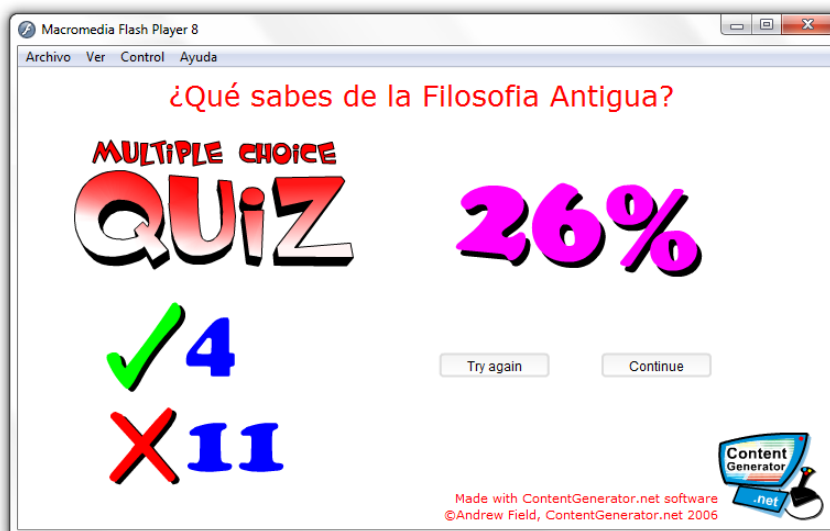 Macromedia Flash Player 8
Archivo Ver Control Ayuda
¿Qué sabes de la Filosofia Antigua?
MULTiPLE CHOiCE
QUiZ
26%
4
Try again Continue
11
Content
Generator
.net
Made with ContentGenerator.net software
©Andrew Field, ContentGenerator.net 2006